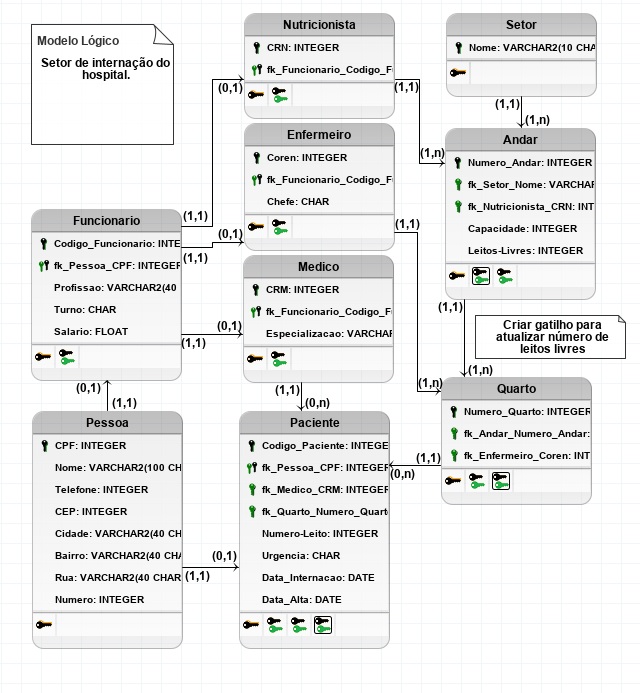 Modelo Lógico
Setor de internação do
hospital.
Nutricionista
CRN: INTEGER
fk_Funcionario_Codigo_F
Setor
Nome: VARCHAR2(10 CHA
Enfermeiro
Coren: INTEGER
fk_Funcionario_Codigo_F
Chefe: CHAR
Andar
Numero_Andar: INTEGER
fk_Setor_Nome: VARCHAR
fk_Nutricionista_CRN: INT
Capacidade: INTEGER
Leitos-Livres: INTEGER
Funcionario
Codigo_Funcionario: INTE
fk_Pessoa_CPF: INTEGER
Profissao: VARCHAR2(40
Turno: CHAR
Salario: FLOAT
Medico
CRM: INTEGER
fk_Funcionario_Codigo_F
Especializacao: VARCHAR
Criar gatilho para
atualizar número de
leitos livres
Quarto
Numero_Quarto: INTEGER
fk_Andar_Numero_Andar:
fk_Enfermeiro_Coren: INT
Pessoa
CPF: INTEGER
Nome: VARCHAR2(100 CH
Telefone: INTEGER
CEP: INTEGER
Cidade: VARCHAR2(40 CH
Bairro: VARCHAR2(40 CHA
Rua: VARCHAR2(40 CHAR
Numero: INTEGER
Paciente
Codigo_Paciente: INTEGE
fk_Pessoa_CPF: INTEGER
fk_Medico_CRM: INTEGER
fk_Quarto_Numero_Quarto
Numero-Leito: INTEGER
Urgencia: CHAR
Data_Internacao: DATE
Data_Alta: DATE
(0,1)
(1,1)
(1,1)
(1,n)
(1,1)
(1,n)
(1,1)
(0,1)
(1,1)
(1,1)
(1,n)
(0,1)
(1,1)
(1,1)
(1,n)
(0,1)
(1,1)
(1,1)
(0,n)
(1,1)
(0,n)
(0,1)
(1,1)